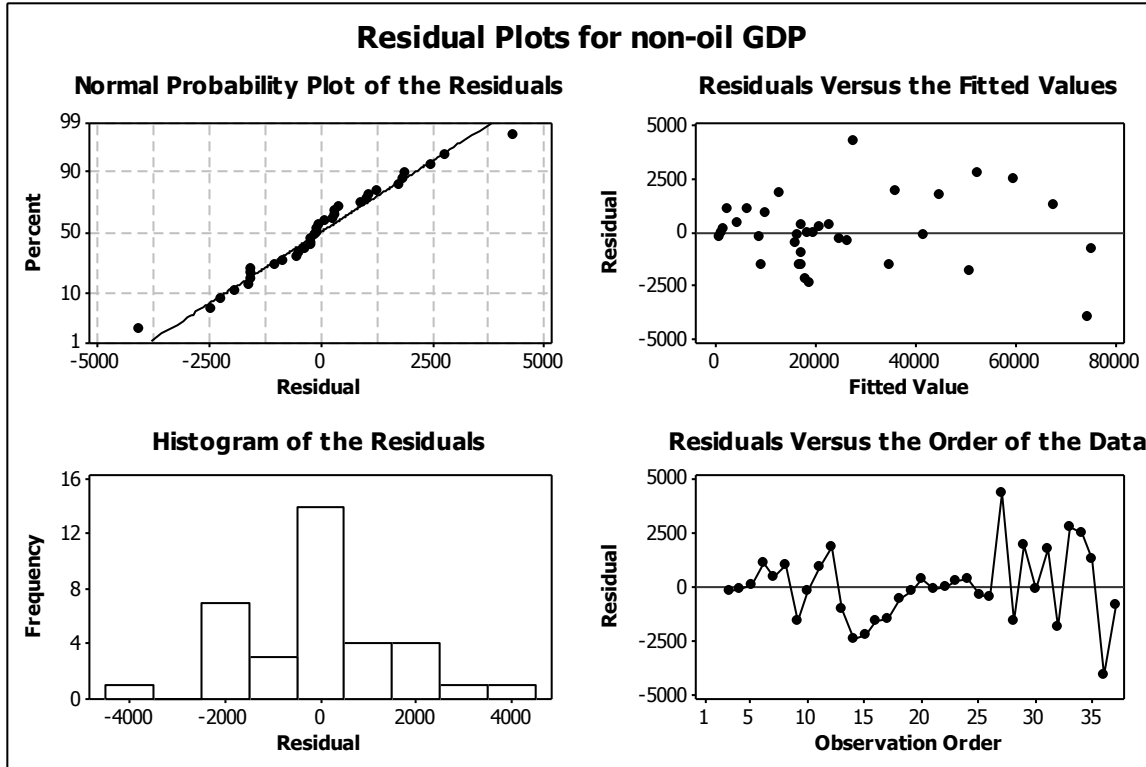 Residual Plots for non-oil GDP
Normal Probability Plot of the Residuals
99
90
50
10
1
Percent
-5000 -2500 0 2500 5000
Residual
Residuals Versus the Fitted Values
5000
2500
0
-2500
-5000
Residual
0 20000 40000 60000 80000
Fitted Value
Histogram of the Residuals
16
12
8
4
0
Frequency
-4000 -2000 0 2000 4000
Residual
Residuals Versus the Order of the Data
5000
2500
0
-2500
-5000
Residual
1 5 10 15 20 25 30 35
Observation Order